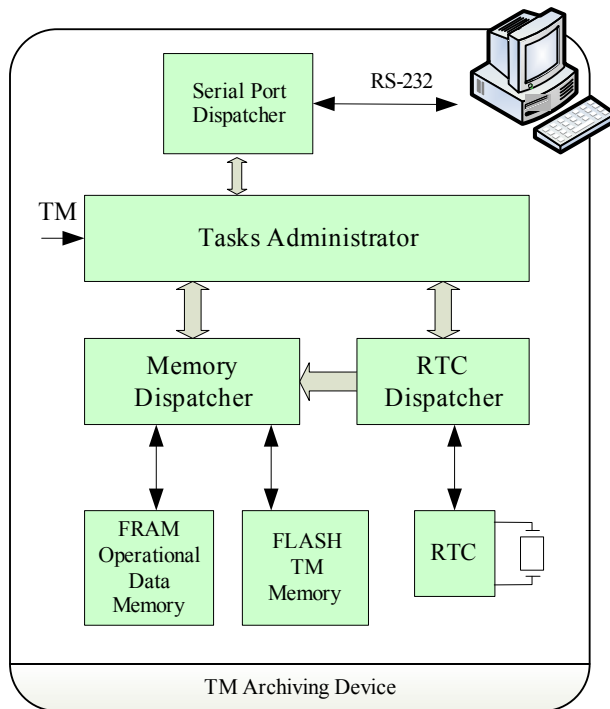 Serial Port
Dispatcher
RS-232
TM
Tasks Administrator
Memory
Dispatcher
RTC
Dispatcher
FRAM
Operational
Data
Memory
FLASH
TM
Memory
RTC
TM Archiving Device